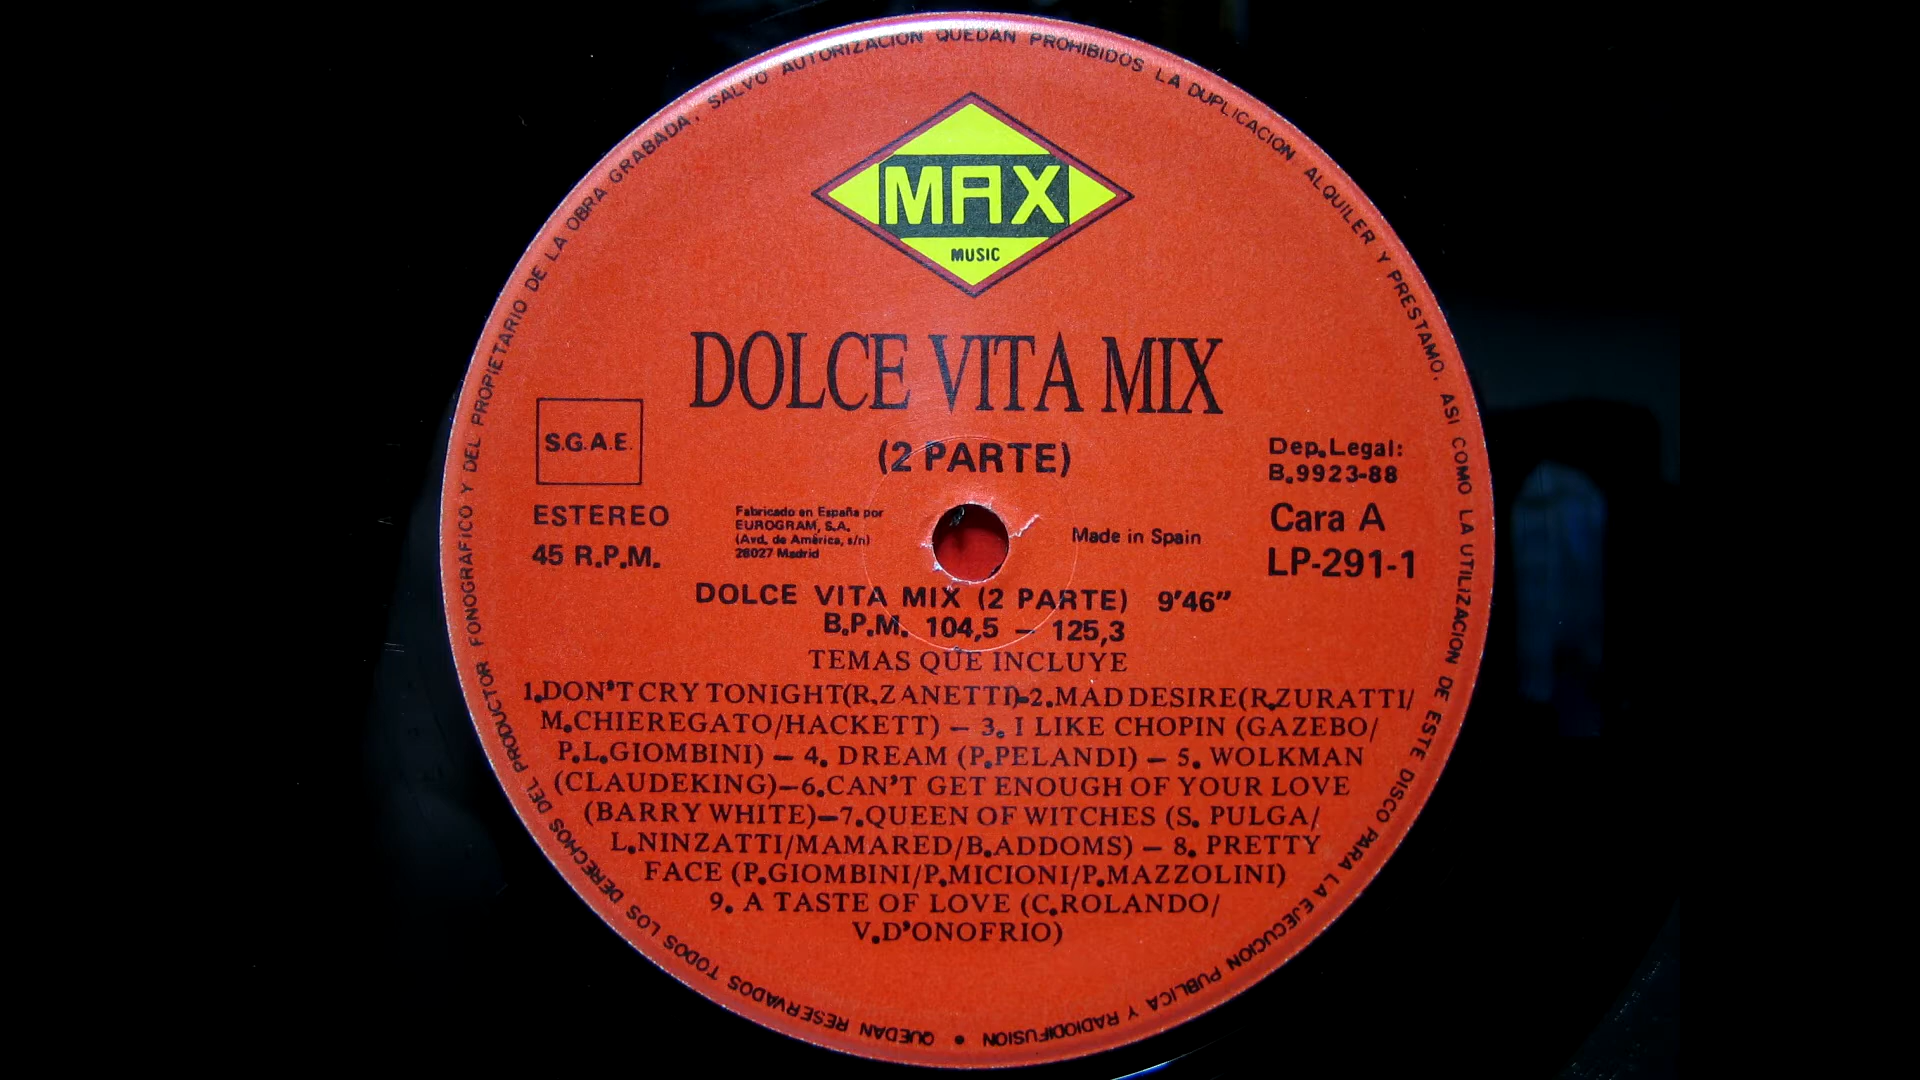 QUEDAN RESERVADOS TODOS LOS DERECHOS DEL PRODUCTOR FONOGRÁFICO Y DEL PROPIETARIO DE LA OBRA GRABADA. SALVO AUTORIZACION QUEDAN PROHIBIDOS LA DUPLICACION ALQUILER Y PRESTAMO, ASI COMO LA UTILIZACION DE ESTE DISCO PARA LA EJECUCION PUBLICA Y RADIODIFUSION •
MAX
MUSIC
DOLCE VITA MIX
(2 PARTE)
S.G.A.E.
Dep.Legal:
B.9923-88
ESTEREO
45 R.P.M.
Fabricado en España por
EUROGRAM, S.A.
(Avd. de América, s/n)
28027 Madrid
Made in Spain
Cara A
LP-291-1
DOLCE VITA MIX (2 PARTE) 9'46"
B.P.M. 104,5 – 125,3
TEMAS QUE INCLUYE
1.DON'T CRY TONIGHT(R.ZANETTI)-2.MAD DESIRE(R.ZURATTI/
M.CHIEREGATO/HACKETT) – 3. I LIKE CHOPIN (GAZEBO/
P.L.GIOMBINI) – 4. DREAM (P.PELANDI) – 5. WOLKMAN
(CLAUDEKING)–6.CAN'T GET ENOUGH OF YOUR LOVE
(BARRY WHITE)–7.QUEEN OF WITCHES (S. PULGA/
L.NINZATTI/MAMARED/B.ADDOMS) – 8. PRETTY
FACE (P.GIOMBINI/P.MICIONI/P.MAZZOLINI)
9. A TASTE OF LOVE (C.ROLANDO/
V.D'ONOFRIO)